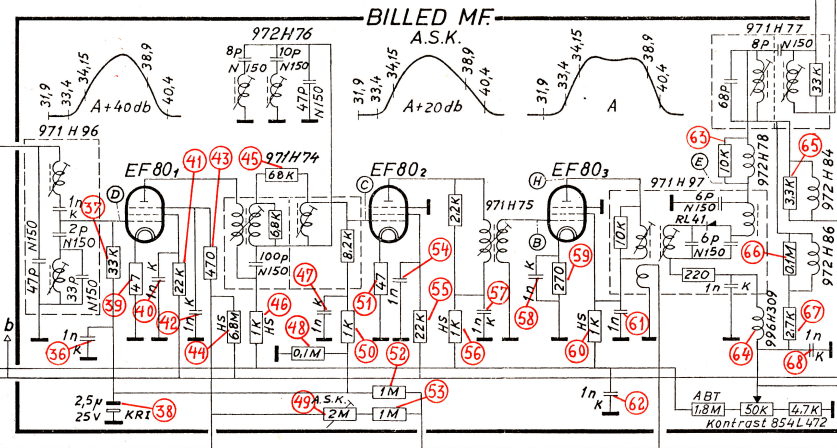 BILLED MF.
A.S.K.
972H76
8p
N150
10p
N150
47p
N150
31,9
33,4
34,15
38,9
40,4
A+40db
31,9
33,4
34,15
38,9
40,4
A+20db
31,9
33,4
34,15
38,9
40,4
A
971H77
8p
N150
68p
33K
971H96
EF80₁
41
43
45
971H74
68K
EF80₂
971H75
EF80₃
971H97
63
10K
E
972H78
65
3.3K
972H84
37
D
1n
K
2p
N150
N150
47p
33p
N150
33K
39
47
40
1n
K
22K
42
1n
K
470
44
HS
6,8M
6,8K
100p
N150
46
1K
HS
47
1n
K
C
8,2K
48
0,1M
1K
50
51
47
54
1n
K
55
22K
2,2K
HS
1K
56
57
1n
K
H
B
58
1n
K
59
270
60
HS
1K
61
1n
K
10K
6p
N150
RL41
6p
N150
220
1n
K
64
996H309
66
0,1M
972H86
67
2.7K
68
1n
K
b
36
1n
K
2,5µ
25v
38
KRI
52
1M
49
A.S.K.
2M
53
1M
62
1n
K
ABT
1.8M
50K
4.7K
Kontrast 854L472